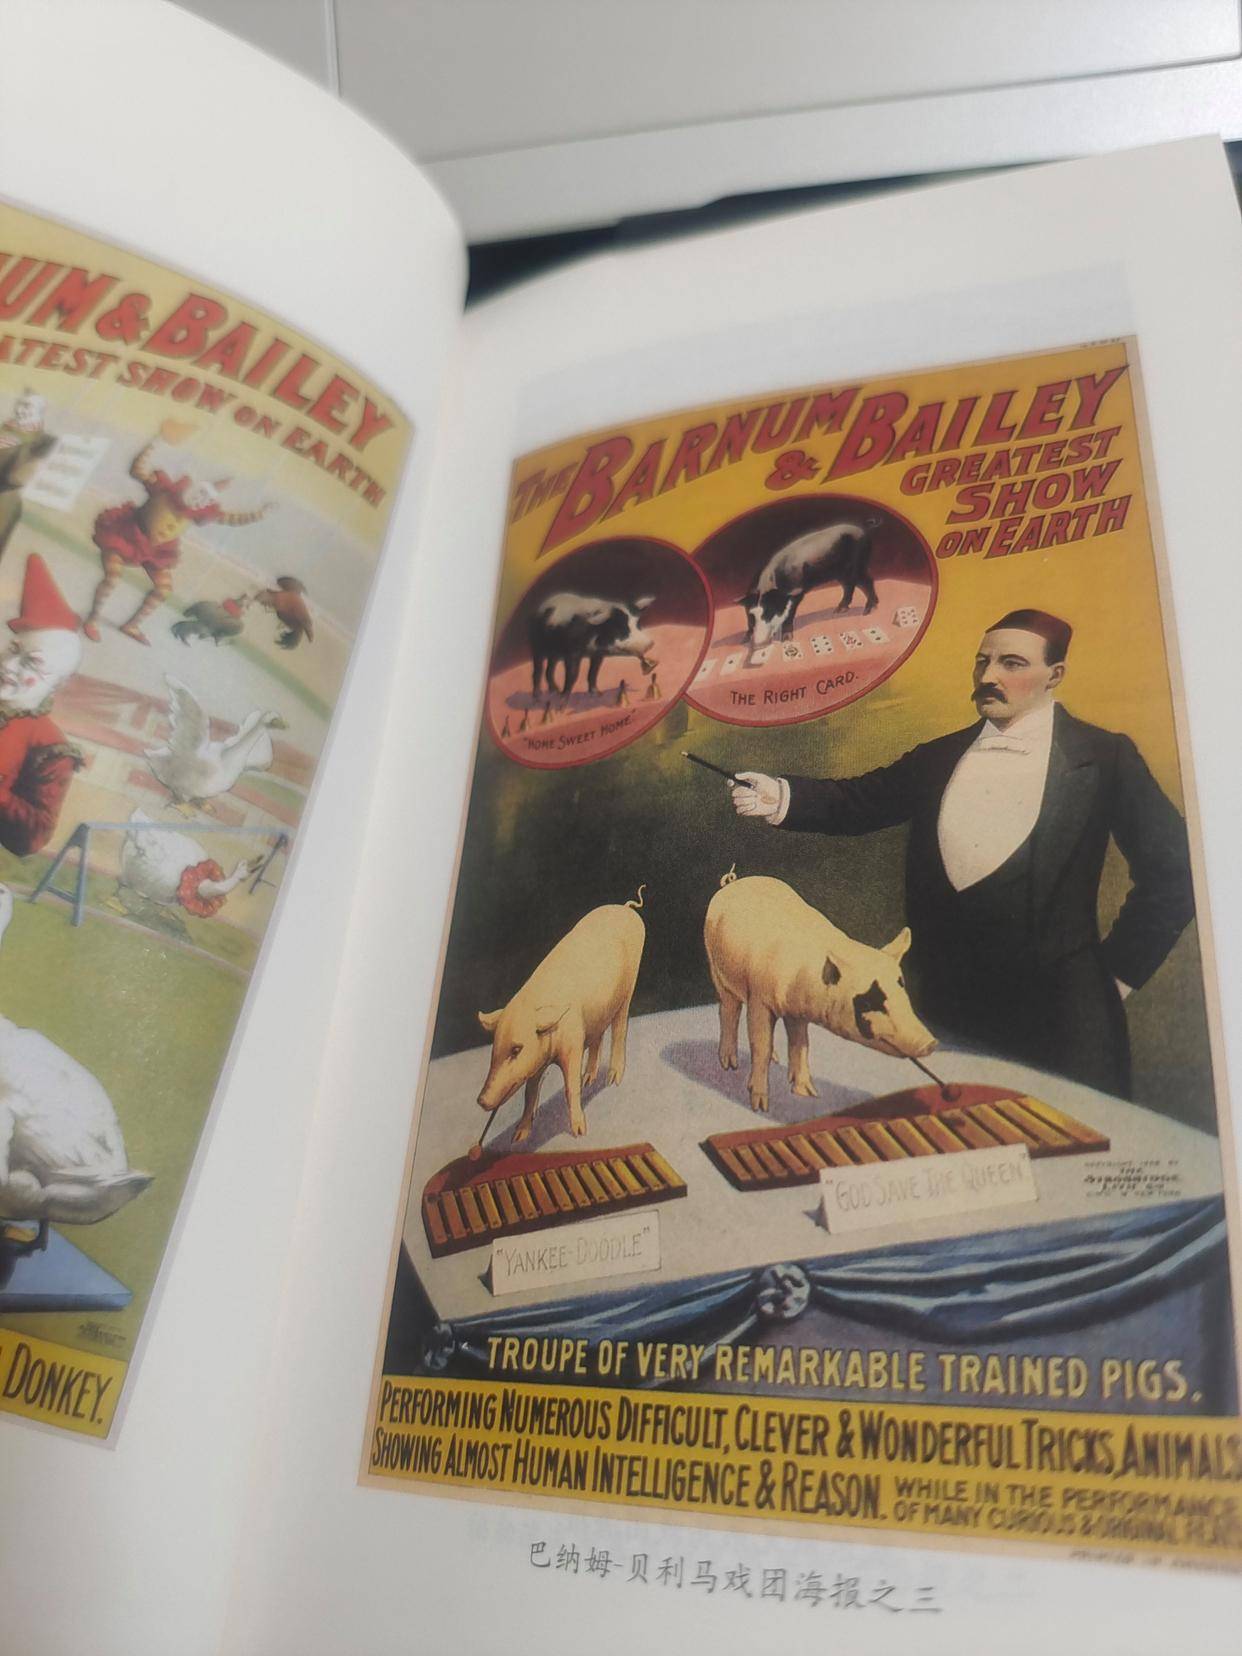 & BAILEY
SHOW ON EARTH
DONKEY.
THE BARNUM & BAILEY
GREATEST
SHOW
ON EARTH
"HOME SWEET HOME."
THE RIGHT CARD.
"YANKEE-DOODLE"
"GOD SAVE THE QUEEN"
TROUPE OF VERY REMARKABLE TRAINED PIGS.
PERFORMING NUMEROUS DIFFICULT, CLEVER & WONDERFUL TRICKS, ANIMALS
SHOWING ALMOST HUMAN INTELLIGENCE & REASON. WHILE IN THE PERFORMANCE
OF MANY CURIOUS & ORIGINAL
巴纳姆-贝利马戏团海报之三